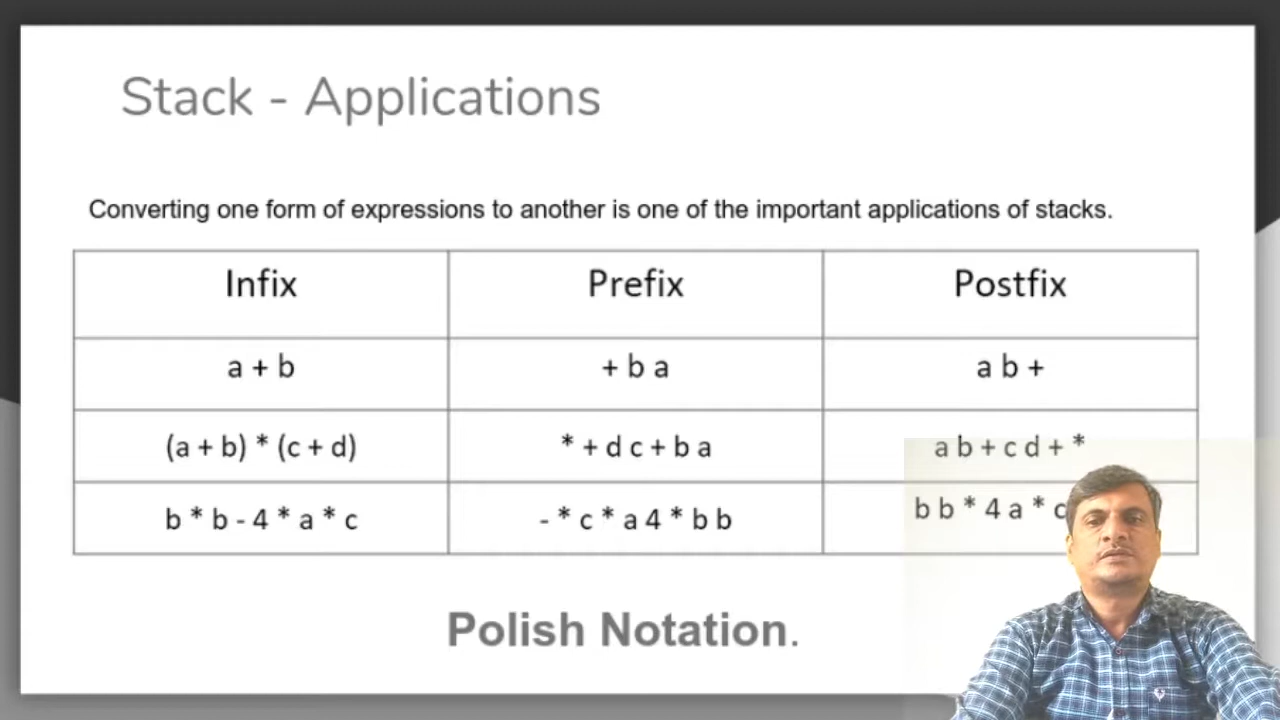 Stack - Applications
Converting one form of expressions to another is one of the important applications of stacks.
Infix Prefix Postfix
a + b + b a a b +
(a + b) * (c + d) * + d c + b a a b + c d + *
b * b - 4 * a * c - * c * a 4 * b b b b * 4 a * c
Polish Notation.